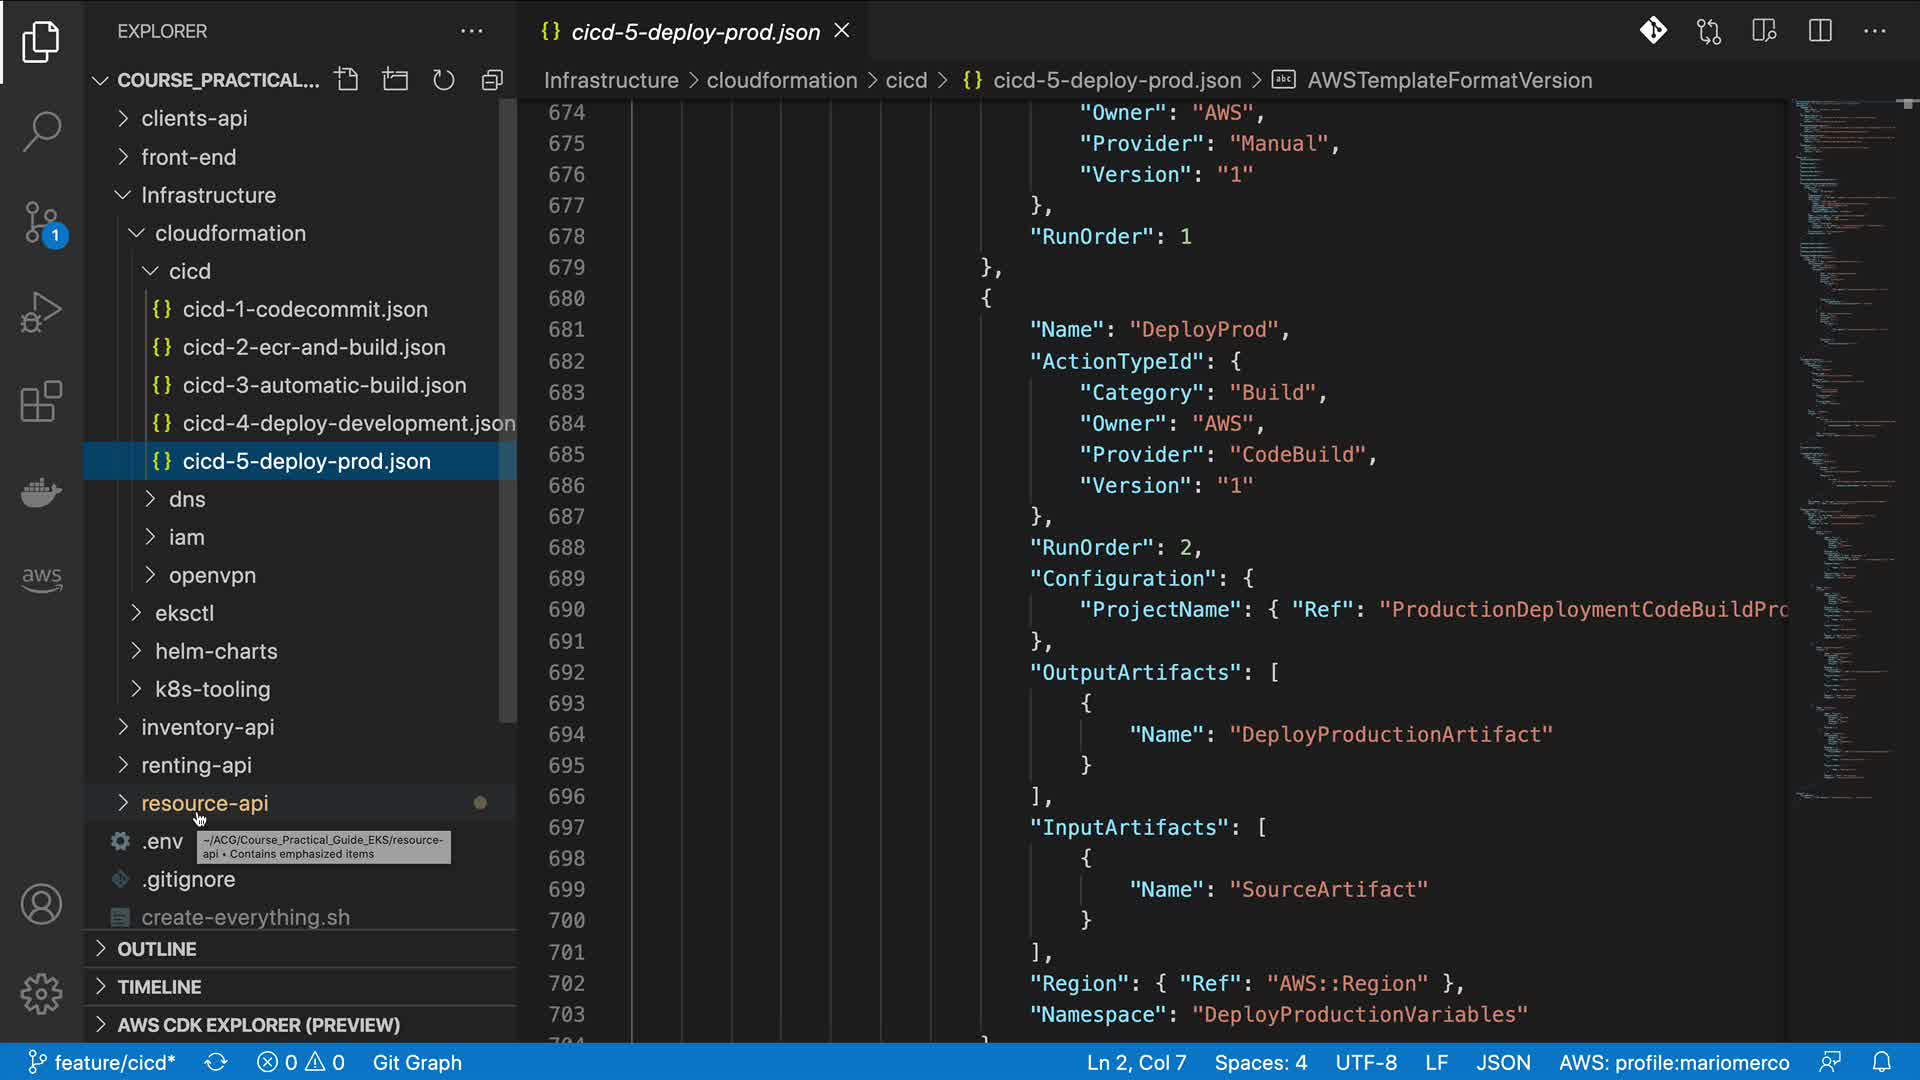 EXPLORER
COURSE_PRACTICAL...
clients-api
front-end
Infrastructure
cloudformation
cicd
{} cicd-1-codecommit.json
{} cicd-2-ecr-and-build.json
{} cicd-3-automatic-build.json
{} cicd-4-deploy-development.json
{} cicd-5-deploy-prod.json
dns
iam
openvpn
eksctl
helm-charts
k8s-tooling
inventory-api
renting-api
resource-api
.env
~/ACG/Course_Practical_Guide_EKS/resource-
api • Contains emphasized items
.gitignore
create-everything.sh
OUTLINE
TIMELINE
AWS CDK EXPLORER (PREVIEW)
1
aws
{} cicd-5-deploy-prod.json
Infrastructure > cloudformation > cicd > {} cicd-5-deploy-prod.json > abc AWSTemplateFormatVersion
674 "Owner": "AWS",
675 "Provider": "Manual",
676 "Version": "1"
677 },
678 "RunOrder": 1
679 },
680 {
681 "Name": "DeployProd",
682 "ActionTypeId": {
683 "Category": "Build",
684 "Owner": "AWS",
685 "Provider": "CodeBuild",
686 "Version": "1"
687 },
688 "RunOrder": 2,
689 "Configuration": {
690 "ProjectName": { "Ref": "ProductionDeploymentCodeBuildPro
691 },
692 "OutputArtifacts": [
693 {
694 "Name": "DeployProductionArtifact"
695 }
696 ],
697 "InputArtifacts": [
698 {
699 "Name": "SourceArtifact"
700 }
701 ],
702 "Region": { "Ref": "AWS::Region" },
703 "Namespace": "DeployProductionVariables"
feature/cicd* 0 0 Git Graph Ln 2, Col 7 Spaces: 4 UTF-8 LF JSON AWS: profile:mariomerco